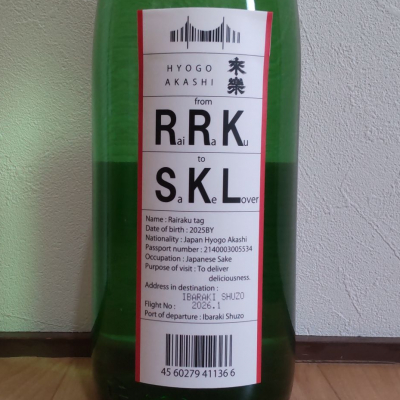 HYOGO
AKASHI
来樂
from
RaiRaKu
to
SaKeLover
Name : Rairaku tag
Date of birth : 2025BY
Nationality : Japan Hyogo Akashi
Passport number : 2140003005534
Occupation : Japanese Sake
Purpose of visit : To deliver
deliciousness.
Address in destination :
IBARAKI SHUZO
Flight No : 2026.1
Port of departure : Ibaraki Shuzo
45 60279 41136 6